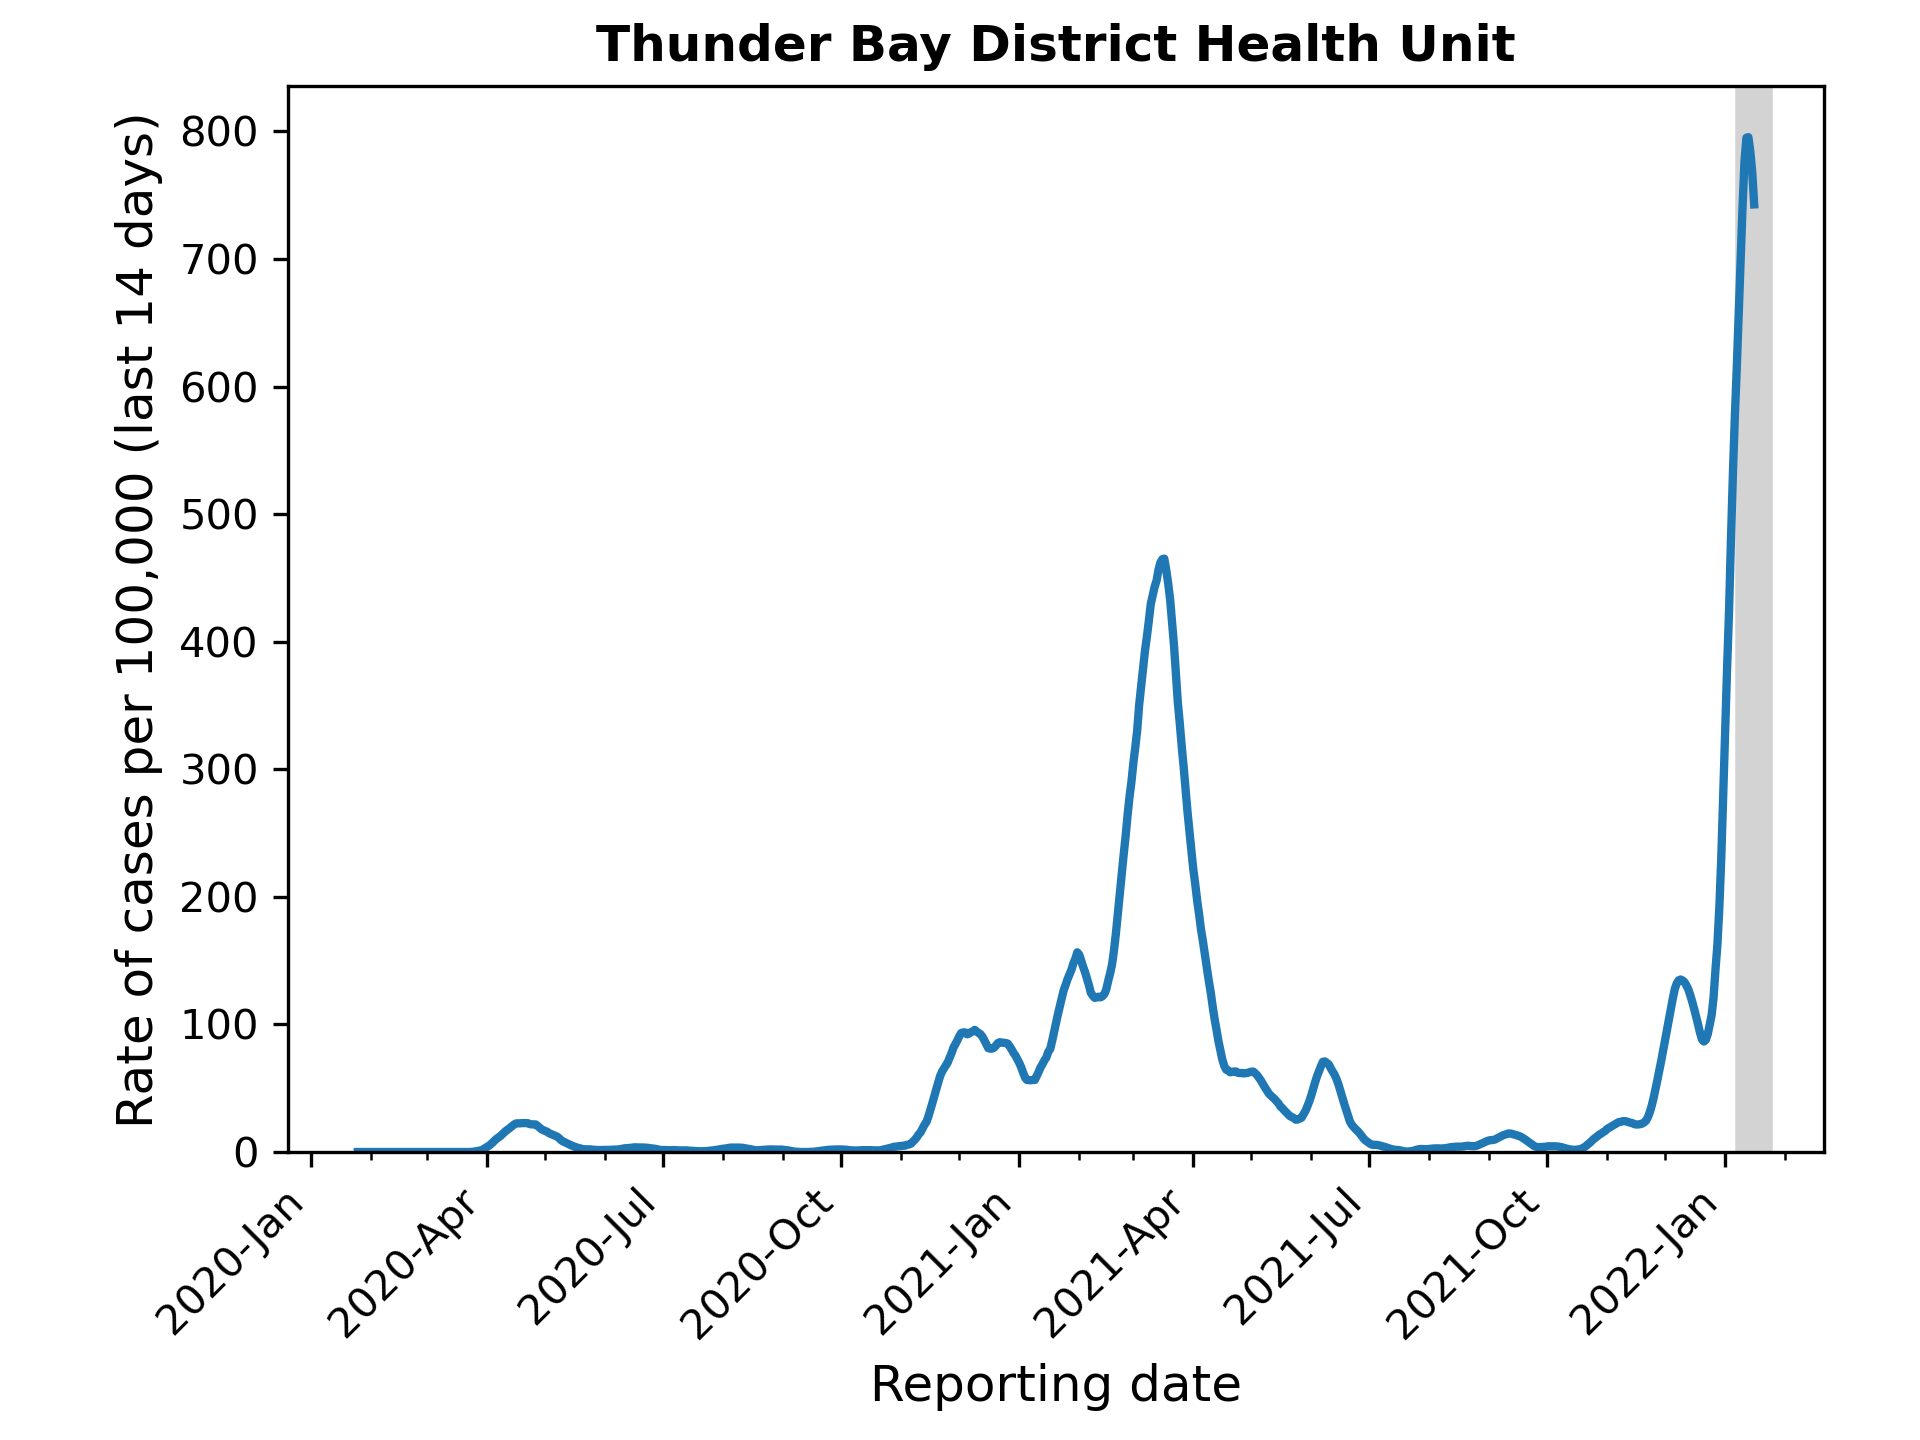 Thunder Bay District Health Unit
Rate of cases per 100,000 (last 14 days)
800
700
600
500
400
300
200
100
0
2020-Jan
2020-Apr
2020-Jul
2020-Oct
2021-Jan
2021-Apr
2021-Jul
2021-Oct
2022-Jan
Reporting date